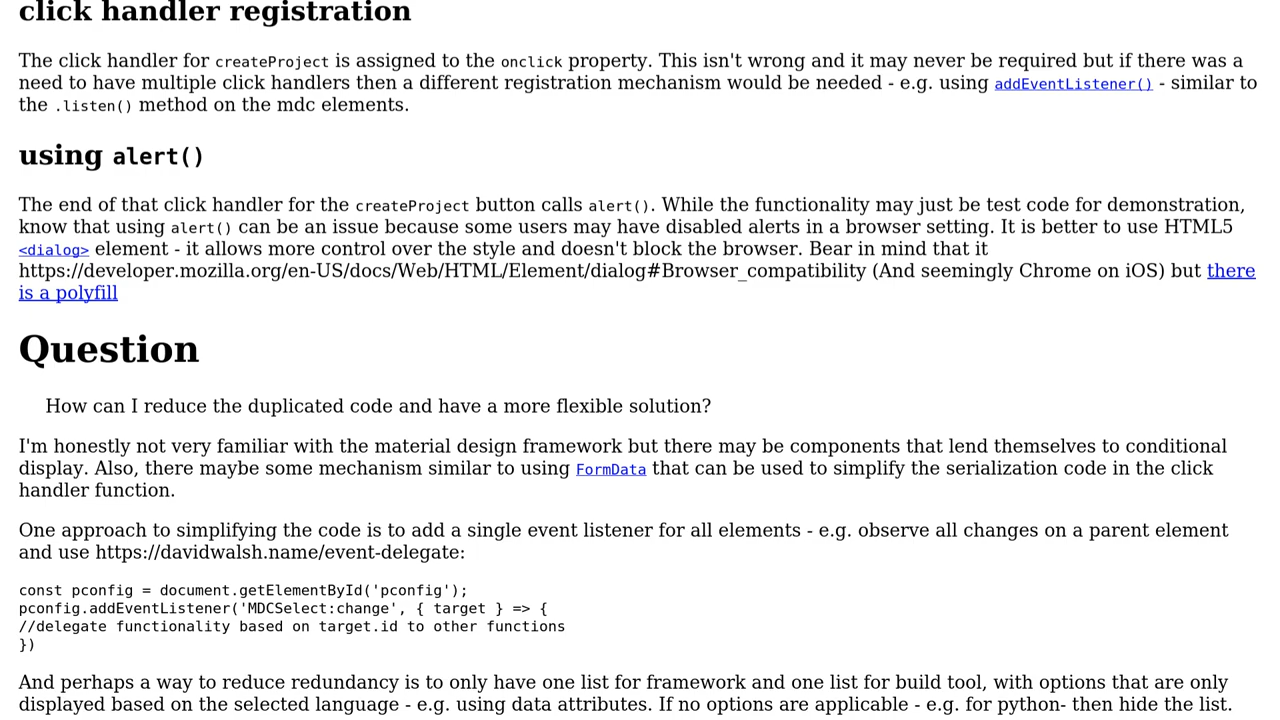 click handler registration
The click handler for createProject is assigned to the onclick property. This isn't wrong and it may never be required but if there was a
need to have multiple click handlers then a different registration mechanism would be needed - e.g. using addEventListener() - similar to
the .listen() method on the mdc elements.
using alert()
The end of that click handler for the createProject button calls alert(). While the functionality may just be test code for demonstration,
know that using alert() can be an issue because some users may have disabled alerts in a browser setting. It is better to use HTML5
<dialog> element - it allows more control over the style and doesn't block the browser. Bear in mind that it
https://developer.mozilla.org/en-US/docs/Web/HTML/Element/dialog#Browser_compatibility (And seemingly Chrome on iOS) but there
is a polyfill
Question
How can I reduce the duplicated code and have a more flexible solution?
I'm honestly not very familiar with the material design framework but there may be components that lend themselves to conditional
display. Also, there maybe some mechanism similar to using FormData that can be used to simplify the serialization code in the click
handler function.
One approach to simplifying the code is to add a single event listener for all elements - e.g. observe all changes on a parent element
and use https://davidwalsh.name/event-delegate:
const pconfig = document.getElementById('pconfig');
pconfig.addEventListener('MDCSelect:change', { target } => {
//delegate functionality based on target.id to other functions
})
And perhaps a way to reduce redundancy is to only have one list for framework and one list for build tool, with options that are only
displayed based on the selected language - e.g. using data attributes. If no options are applicable - e.g. for python- then hide the list.